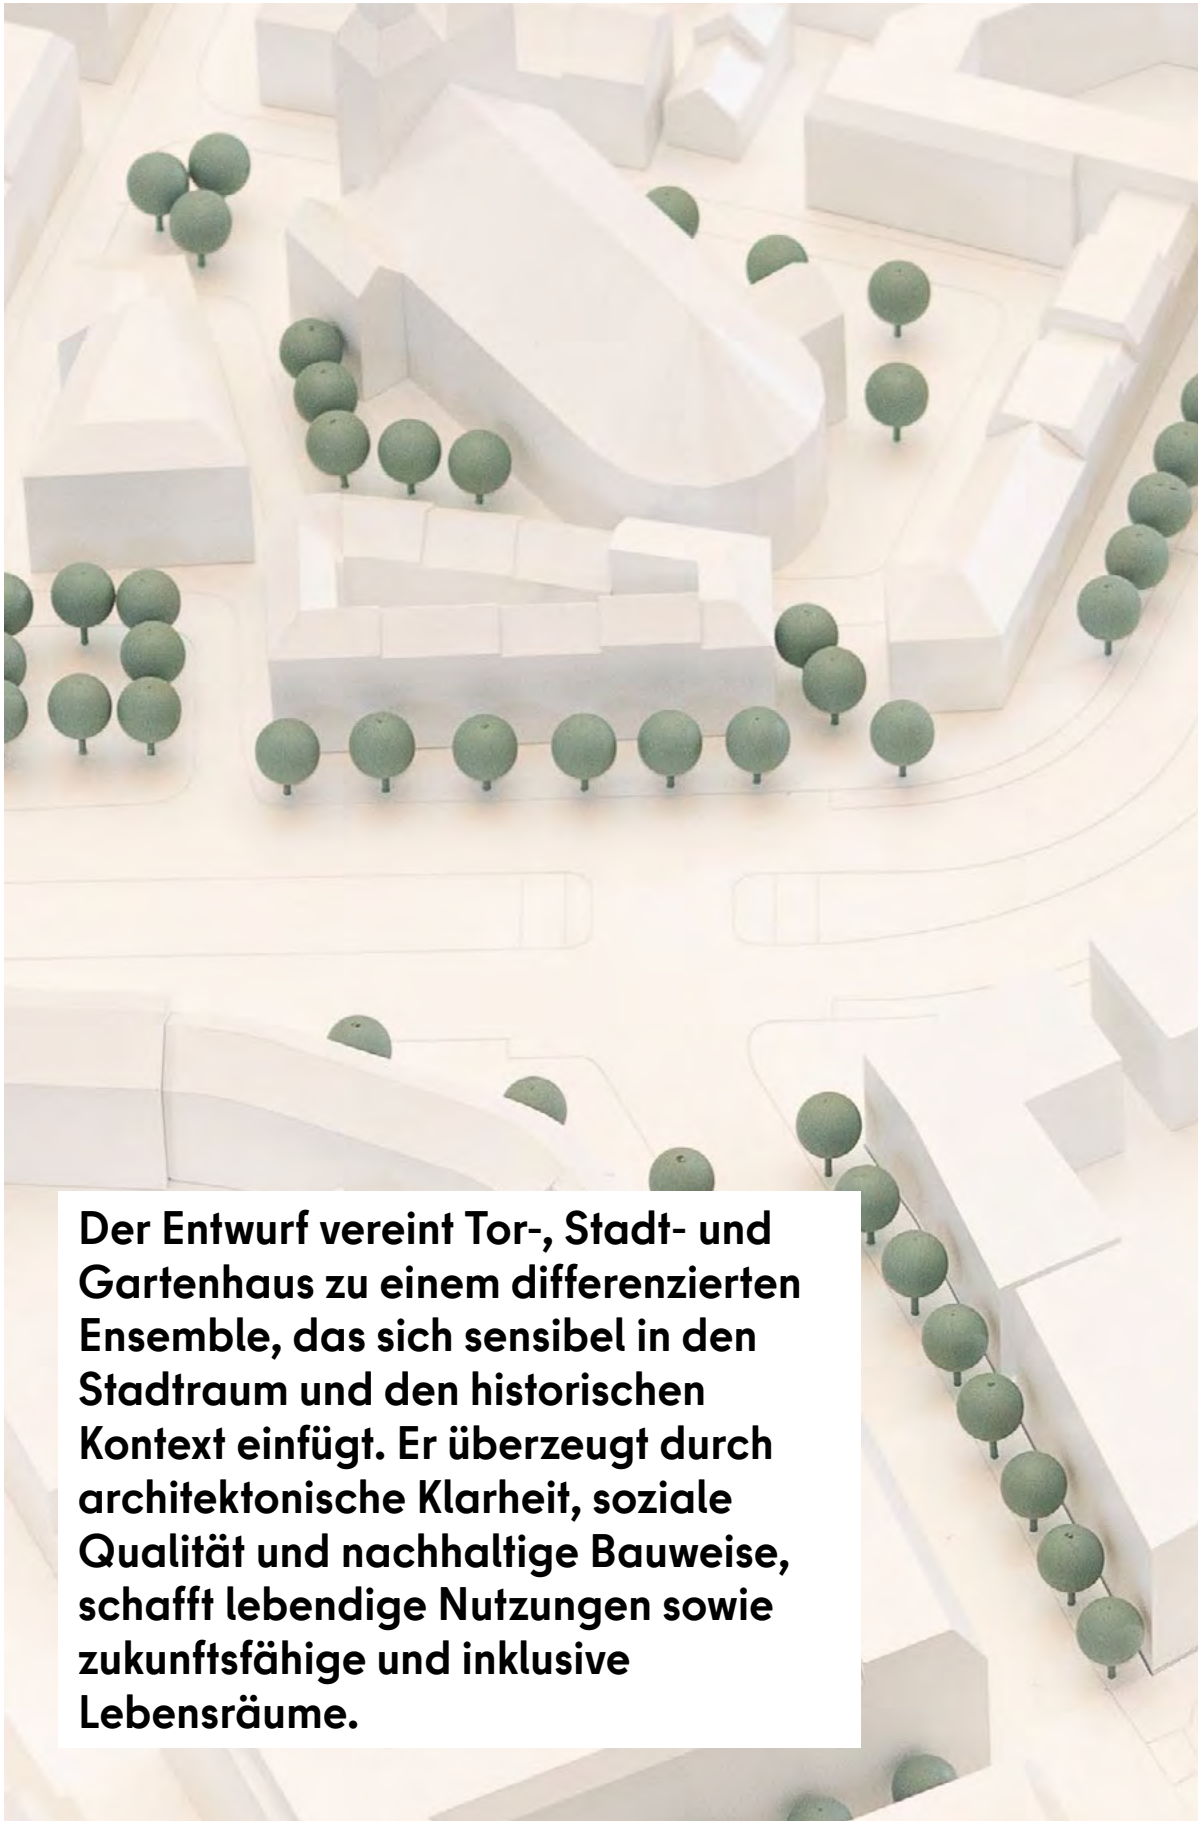 Der Entwurf vereint Tor-, Stadt- und
Gartenhaus zu einem differenzierten
Ensemble, das sich sensibel in den
Stadtraum und den historischen
Kontext einfügt. Er überzeugt durch
architektonische Klarheit, soziale
Qualität und nachhaltige Bauweise,
schafft lebendige Nutzungen sowie
zukunftsfähige und inklusive
Lebensräume.